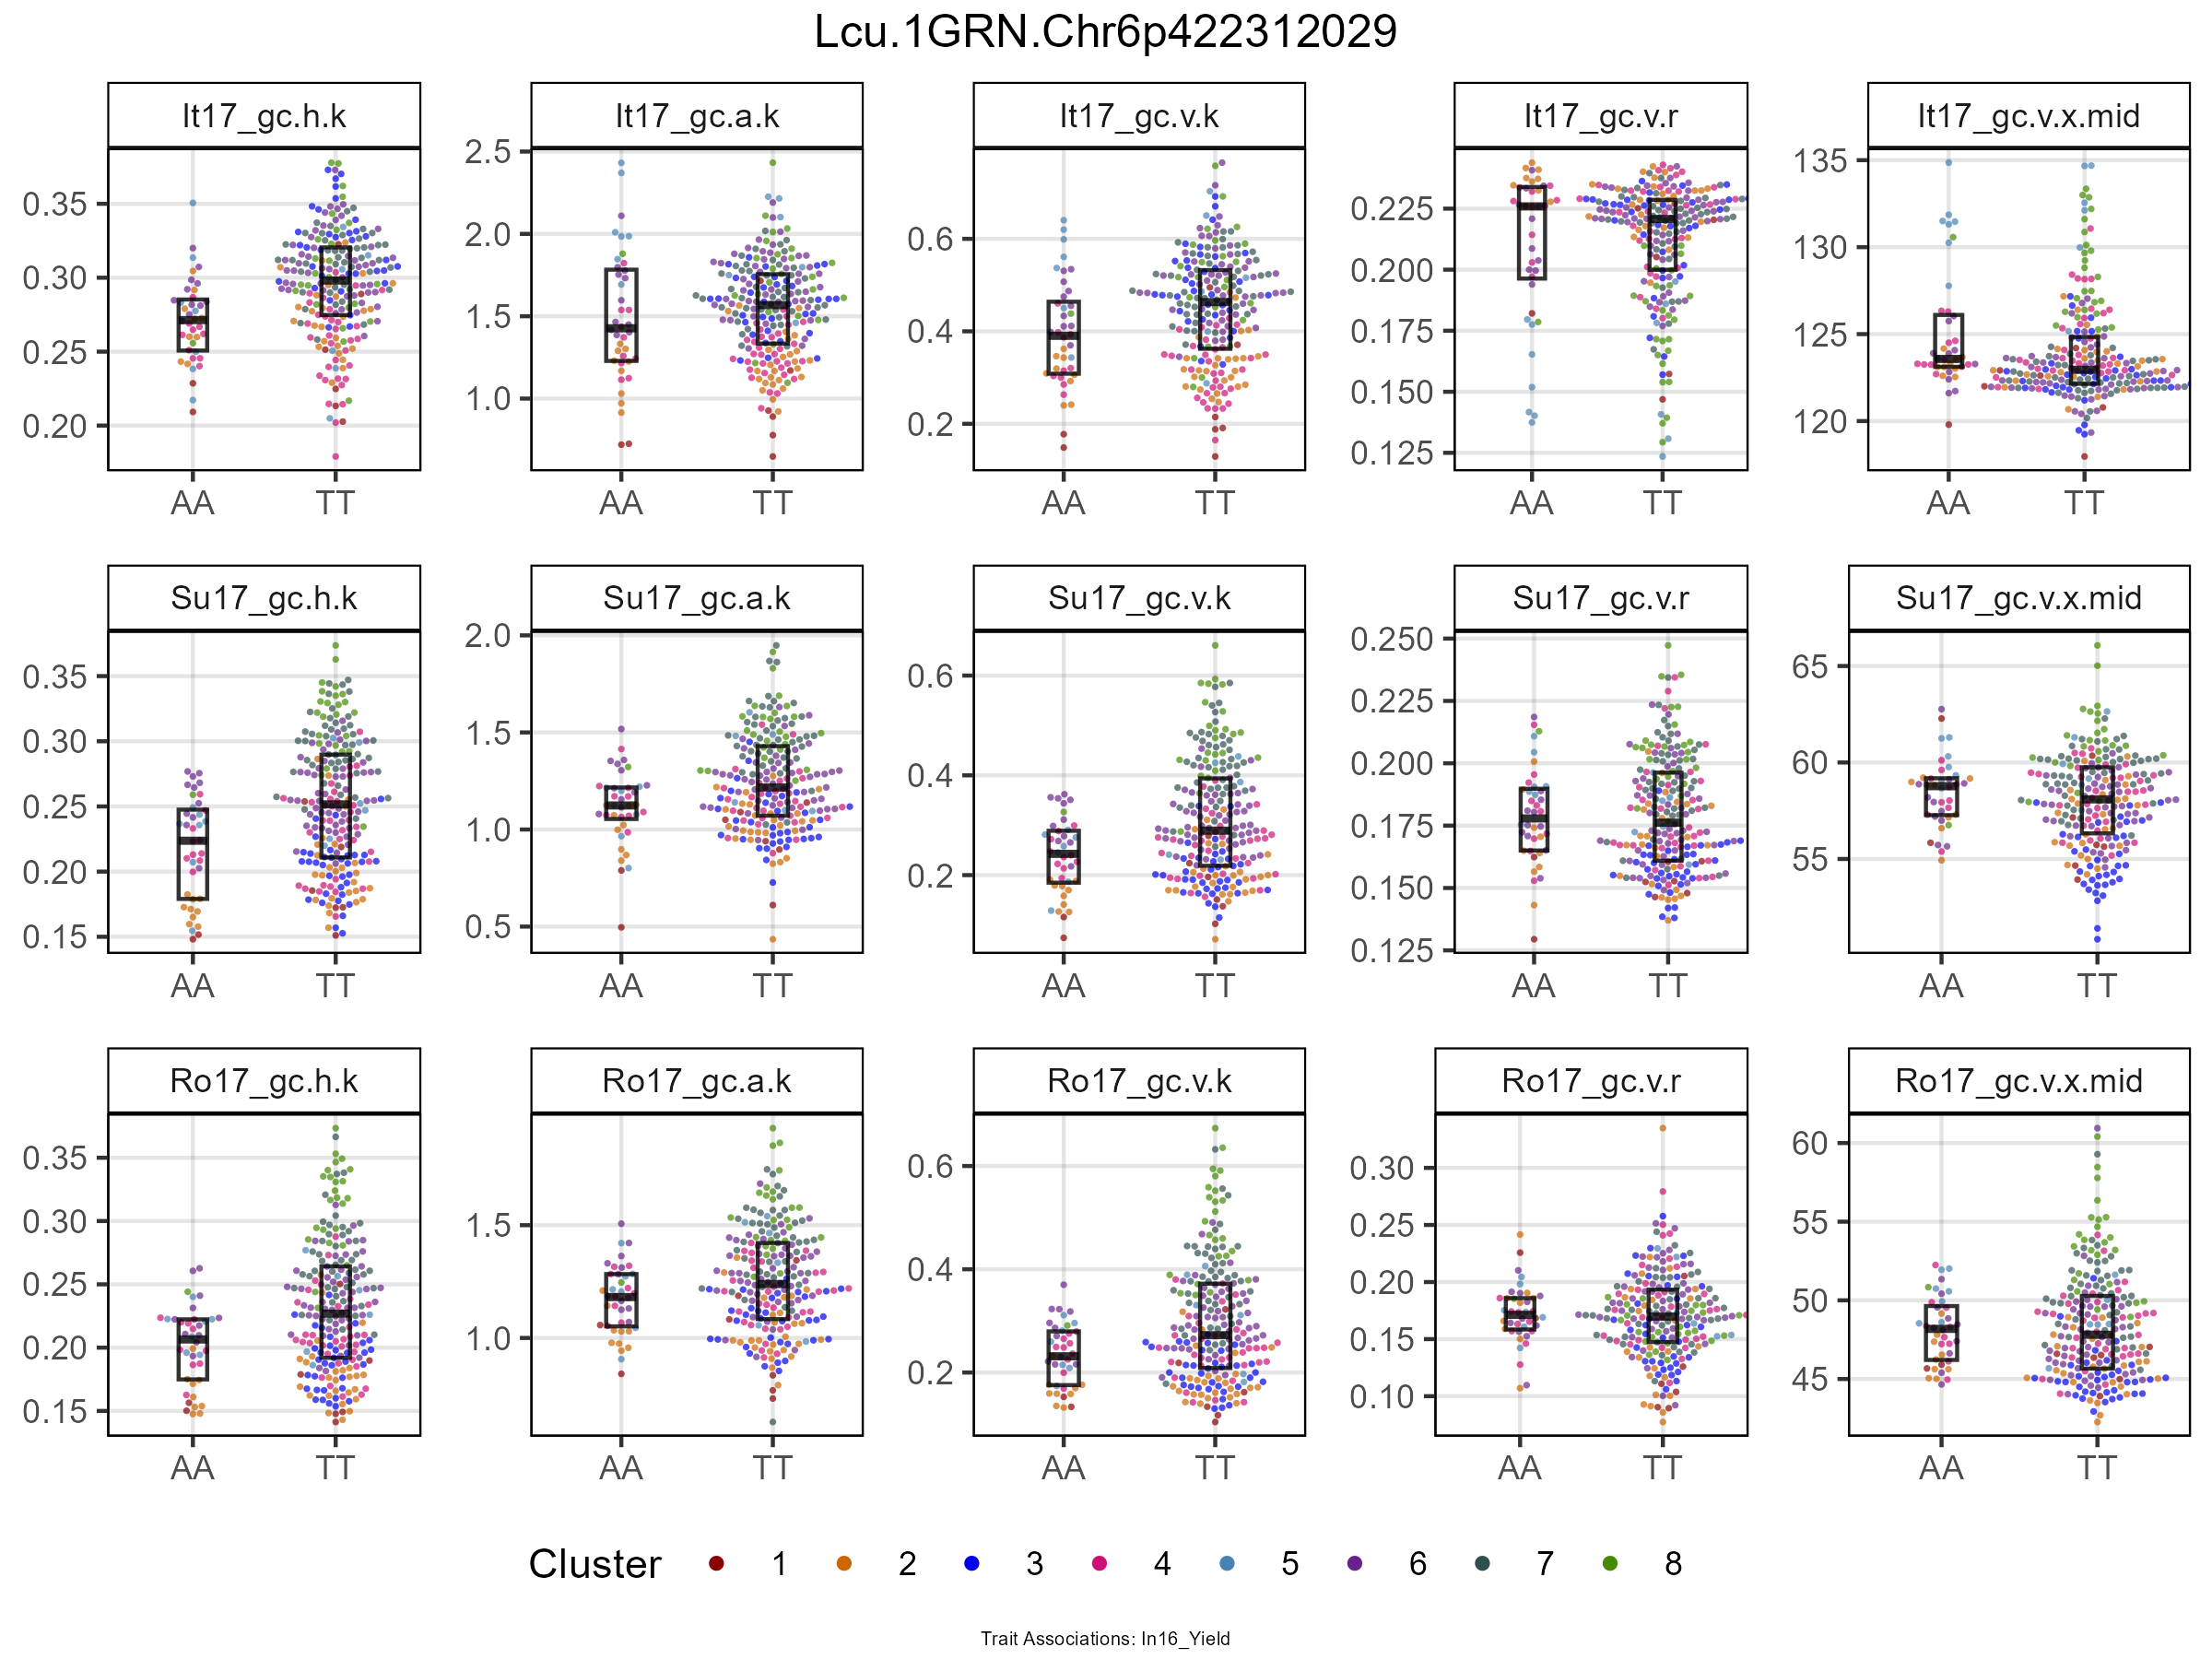 Lcu.1GRN.Chr6p422312029
It17_gc.h.k It17_gc.a.k It17_gc.v.k It17_gc.v.r It17_gc.v.x.mid
0.35 0.30 0.25 0.20
2.5 2.0 1.5 1.0
0.6 0.4 0.2
0.225 0.200 0.175 0.150 0.125
135 130 125 120
AA TT AA TT AA TT AA TT AA TT
Su17_gc.h.k Su17_gc.a.k Su17_gc.v.k Su17_gc.v.r Su17_gc.v.x.mid
0.35 0.30 0.25 0.20 0.15
2.0 1.5 1.0 0.5
0.6 0.4 0.2
0.250 0.225 0.200 0.175 0.150 0.125
65 60 55
AA TT AA TT AA TT AA TT AA TT
Ro17_gc.h.k Ro17_gc.a.k Ro17_gc.v.k Ro17_gc.v.r Ro17_gc.v.x.mid
0.35 0.30 0.25 0.20 0.15
1.5 1.0
0.6 0.4 0.2
0.30 0.25 0.20 0.15 0.10
60 55 50 45
AA TT AA TT AA TT AA TT AA TT
Cluster 1 2 3 4 5 6 7 8
Trait Associations: In16_Yield